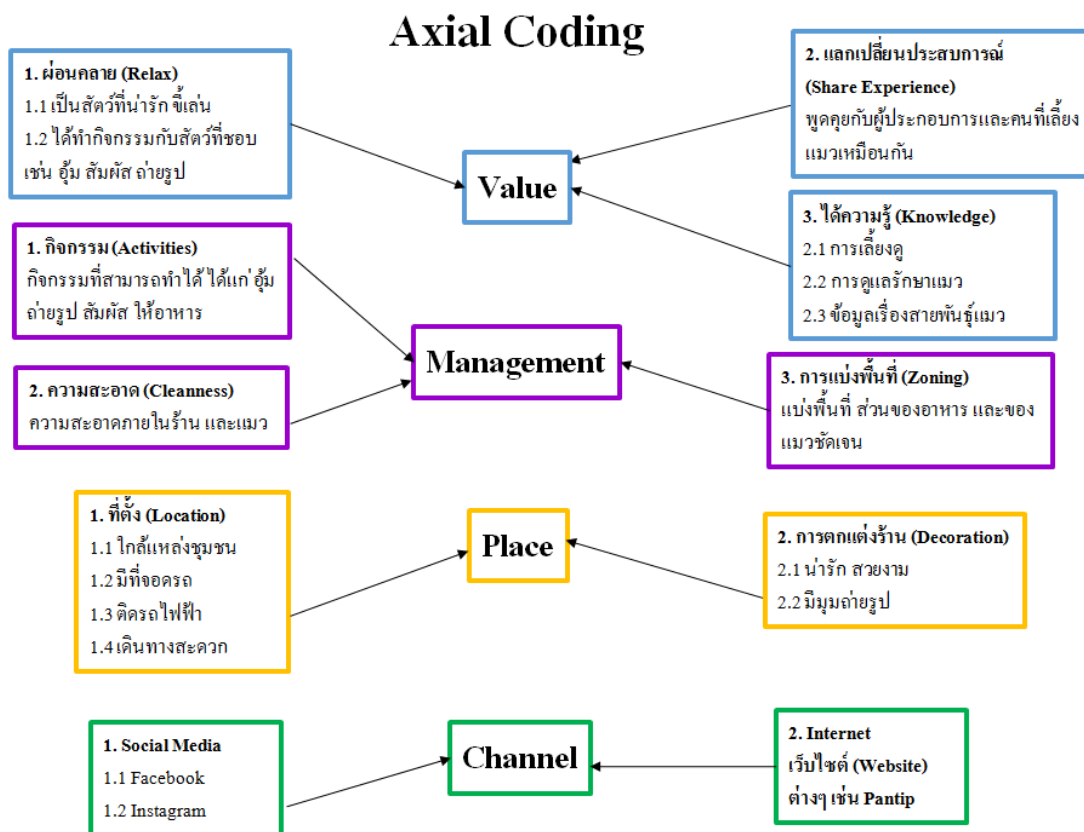 Axial Coding
1. ผ่อนคลาย (Relax)
1.1 เป็นสัตว์ที่น่ารัก ขี้เล่น
1.2 ได้ทำกิจกรรมกับสัตว์ที่ชอบ
เช่น อุ้ม สัมผัส ถ่ายรูป
2. แลกเปลี่ยนประสบการณ์
(Share Experience)
พูดคุยกับผู้ประกอบการและคนที่เลี้ยง
แมวเหมือนกัน
Value
3. ได้ความรู้ (Knowledge)
2.1 การเลี้ยงดู
2.2 การดูแลรักษาแมว
2.3 ข้อมูลเรื่องสายพันธุ์แมว
1. กิจกรรม (Activities)
กิจกรรมที่สามารถทำได้ ได้แก่ อุ้ม
ถ่ายรูป สัมผัส ให้อาหาร
Management
2. ความสะอาด (Cleanness)
ความสะอาดภายในร้าน และแมว
3. การแบ่งพื้นที่ (Zoning)
แบ่งพื้นที่ ส่วนของอาหาร และของ
แมวชัดเจน
1. ที่ตั้ง (Location)
1.1 ใกล้แหล่งชุมชน
1.2 มีที่จอดรถ
1.3 ติดรถไฟฟ้า
1.4 เดินทางสะดวก
Place
2. การตกแต่งร้าน (Decoration)
2.1 น่ารัก สวยงาม
2.2 มีมุมถ่ายรูป
1. Social Media
1.1 Facebook
1.2 Instagram
Channel
2. Internet
เว็บไซต์ (Website)
ต่างๆ เช่น Pantip